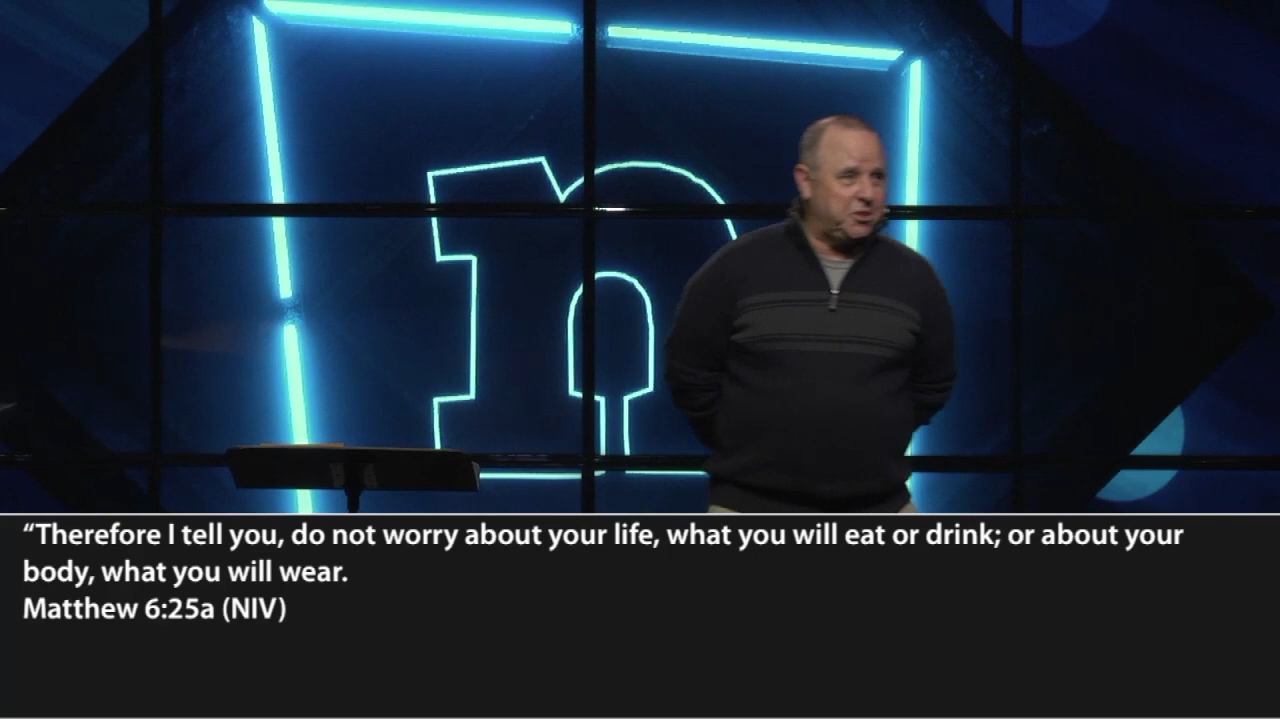 n
“Therefore I tell you, do not worry about your life, what you will eat or drink; or about your
body, what you will wear.
Matthew 6:25a (NIV)